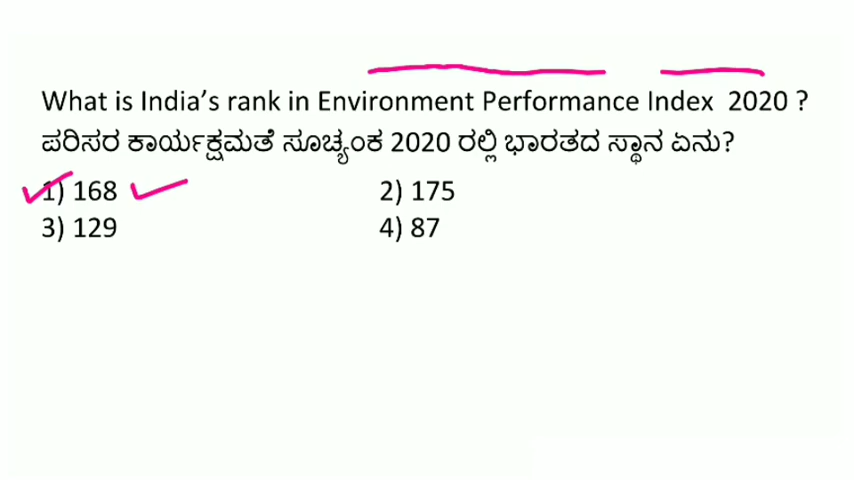 What is India's rank in Environment Performance Index 2020 ?
ಪರಿಸರ ಕಾರ್ಯಕ್ಷಮತೆ ಸೂಚ್ಯಂಕ 2020 ರಲ್ಲಿ ಭಾರತದ ಸ್ಥಾನ ಏನು?
1) 168 2) 175
3) 129 4) 87